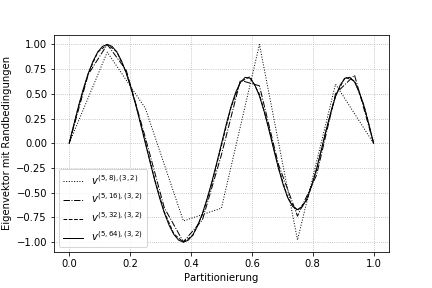 Eigenvektor mit Randbedingungen
1.00
0.75
0.50
0.25
0.00
−0.25
−0.50
−0.75
−1.00
v^(5, 8), (3, 2)
v^(5, 16), (3, 2)
v^(5, 32), (3, 2)
v^(5, 64), (3, 2)
0.0 0.2 0.4 0.6 0.8 1.0
Partitionierung